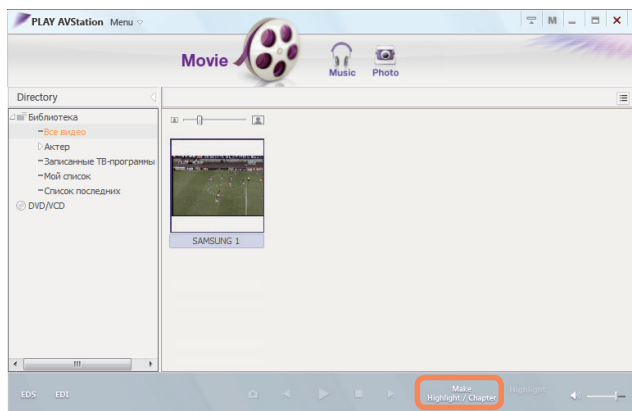 PLAY AVStation Menu
M
Movie
Music
Photo
Directory
Библиотека
Все видео
Актер
Записанные ТВ-программы
Мой список
Список последних
DVD/VCD
SAMSUNG 1
EDS EDI
Make
Highlight / Chapter
Highlight